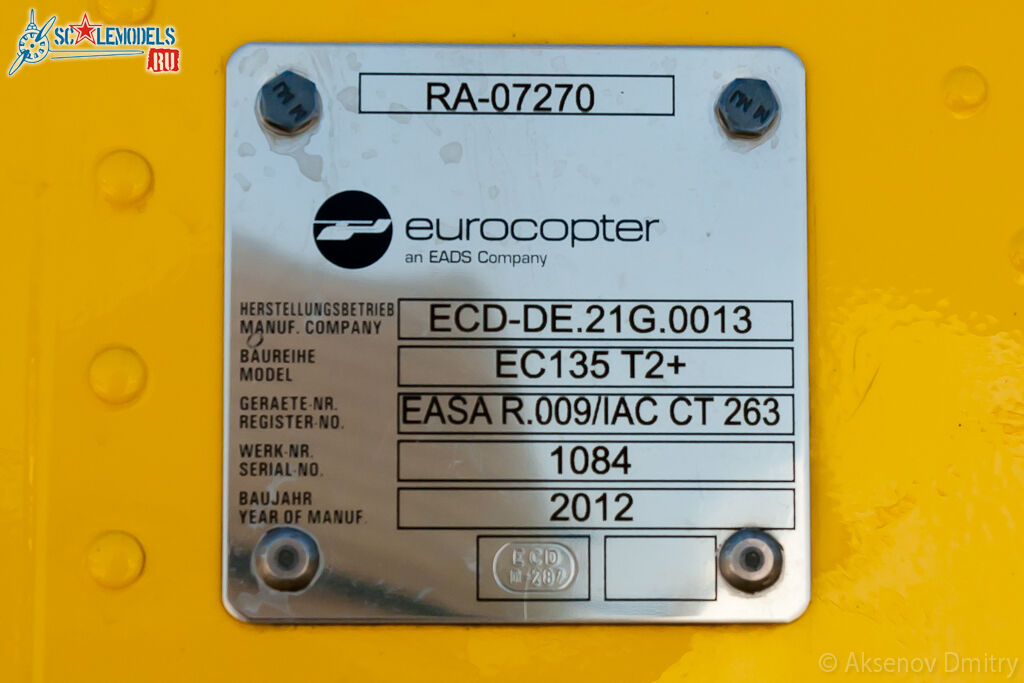 SCALEMODELS
RU
RA-07270
eurocopter
an EADS Company
HERSTELLUNGSBETRIEB
MANUF. COMPANY
ECD-DE.21G.0013
BAUREIHE
MODEL
EC135 T2+
GERAETE-NR.
REGISTER-NO.
EASA R.009/IAC CT 263
WERK-NR.
SERIAL-NO.
1084
BAUJAHR
YEAR OF MANUF.
2012
ECD
© Aksenov Dmitry